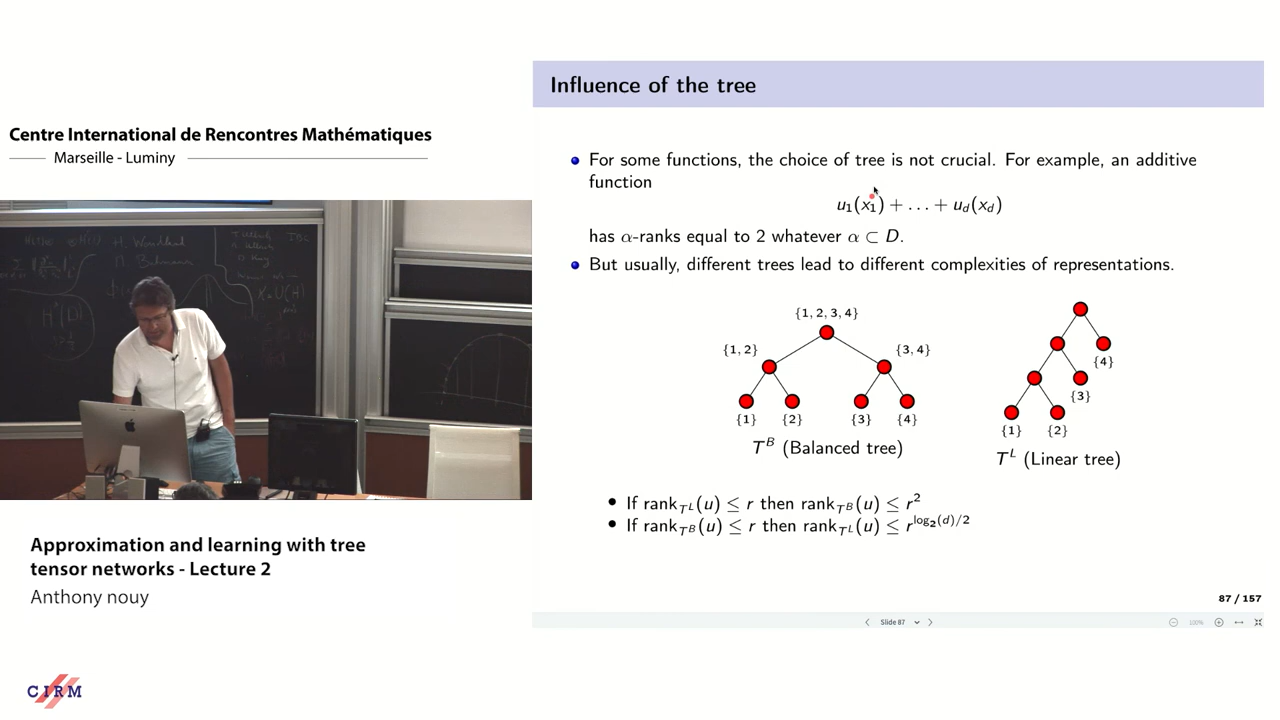 Centre International de Rencontres Mathématiques
Marseille - Luminy
Approximation and learning with tree
tensor networks - Lecture 2
Anthony nouy
CIRM
Influence of the tree
For some functions, the choice of tree is not crucial. For example, an additive
function
u₁(x₁) + . . . + u_d(x_d)
has α-ranks equal to 2 whatever α ⊂ D.
But usually, different trees lead to different complexities of representations.
{1, 2, 3, 4}
{1, 2} {3, 4}
{1} {2} {3} {4}
T^B (Balanced tree)
{4}
{3}
{1} {2}
T^L (Linear tree)
If rank_{T^L}(u) ≤ r then rank_{T^B}(u) ≤ r²
If rank_{T^B}(u) ≤ r then rank_{T^L}(u) ≤ r^{log₂(d)/2}
87 / 157
Slide 87
100%